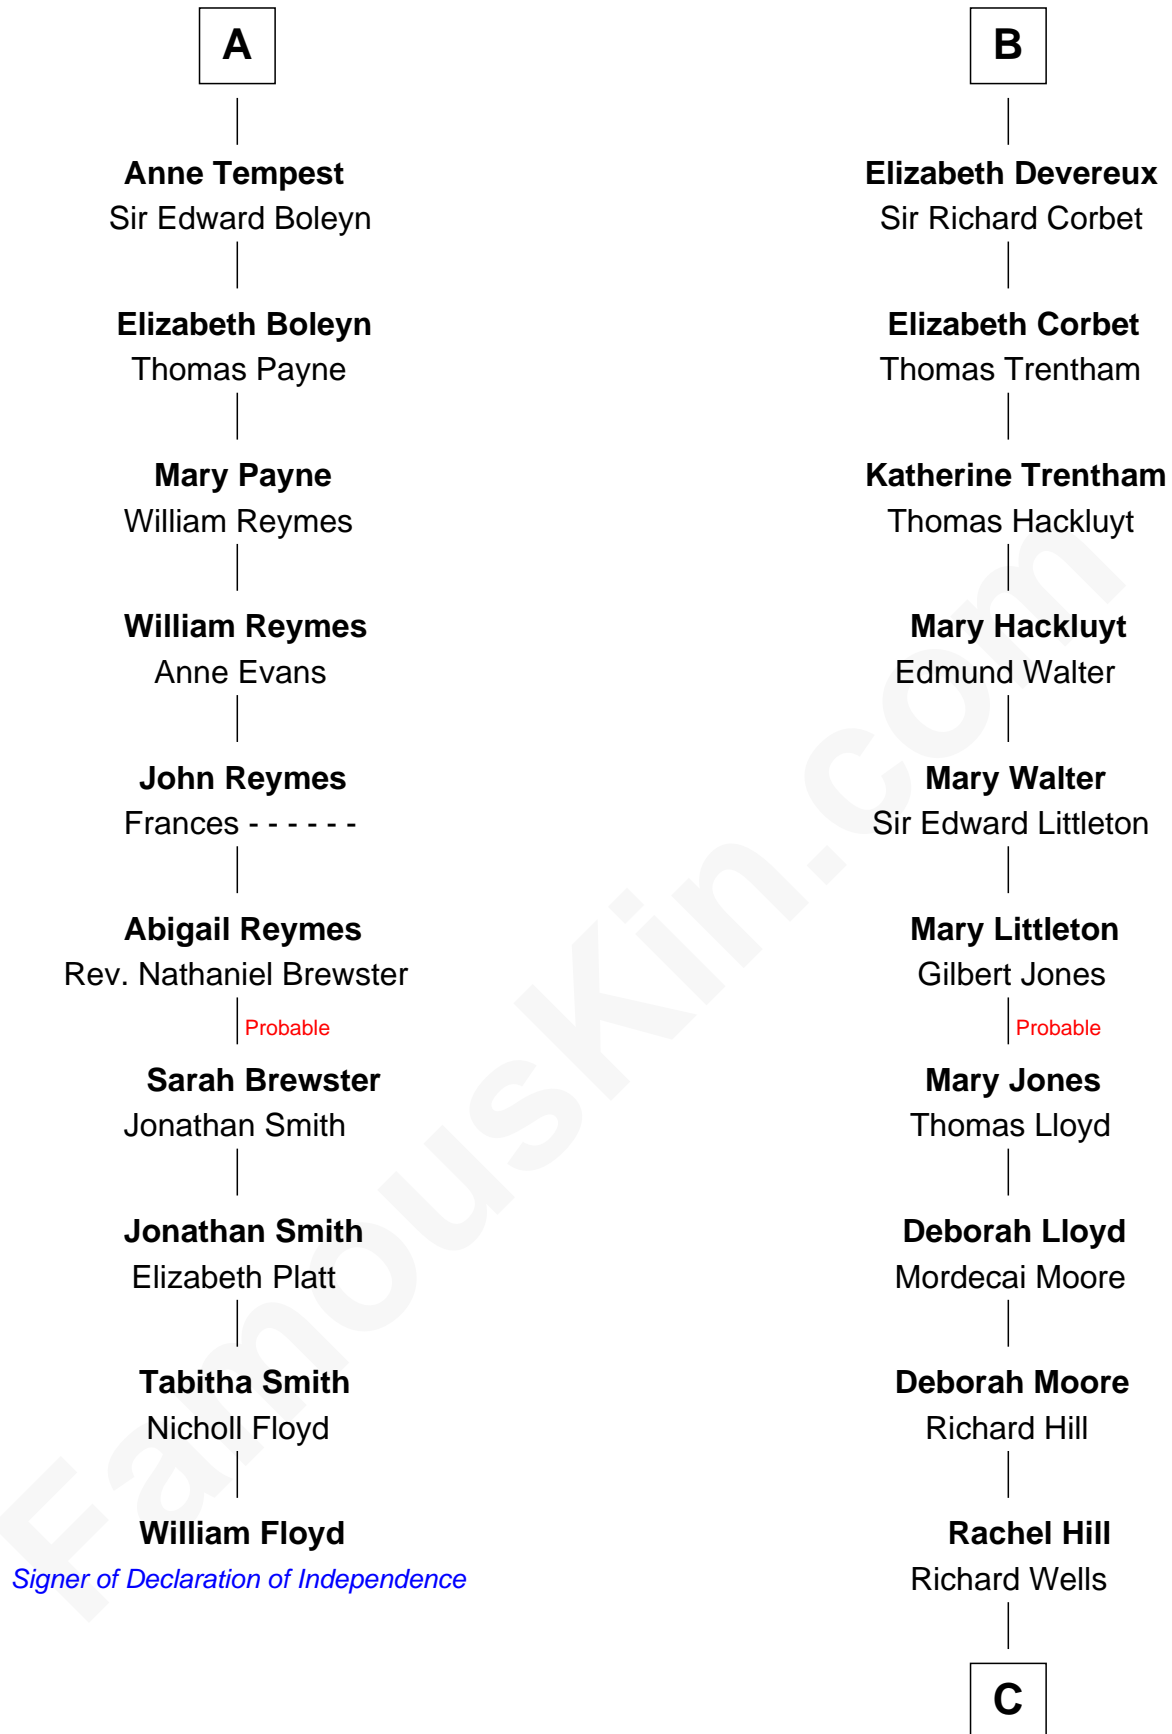 A
Anne Tempest
Sir Edward Boleyn
Elizabeth Boleyn
Thomas Payne
Mary Payne
William Reymes
William Reymes
Anne Evans
John Reymes
Frances - - - - - -
Abigail Reymes
Rev. Nathaniel Brewster
Probable
Sarah Brewster
Jonathan Smith
Jonathan Smith
Elizabeth Platt
Tabitha Smith
Nicholl Floyd
William Floyd
Signer of Declaration of Independence
B
Elizabeth Devereux
Sir Richard Corbet
Elizabeth Corbet
Thomas Trentham
Katherine Trentham
Thomas Hackluyt
Mary Hackluyt
Edmund Walter
Mary Walter
Sir Edward Littleton
Mary Littleton
Gilbert Jones
Probable
Mary Jones
Thomas Lloyd
Deborah Lloyd
Mordecai Moore
Deborah Moore
Richard Hill
Rachel Hill
Richard Wells
C
FamousKin.com